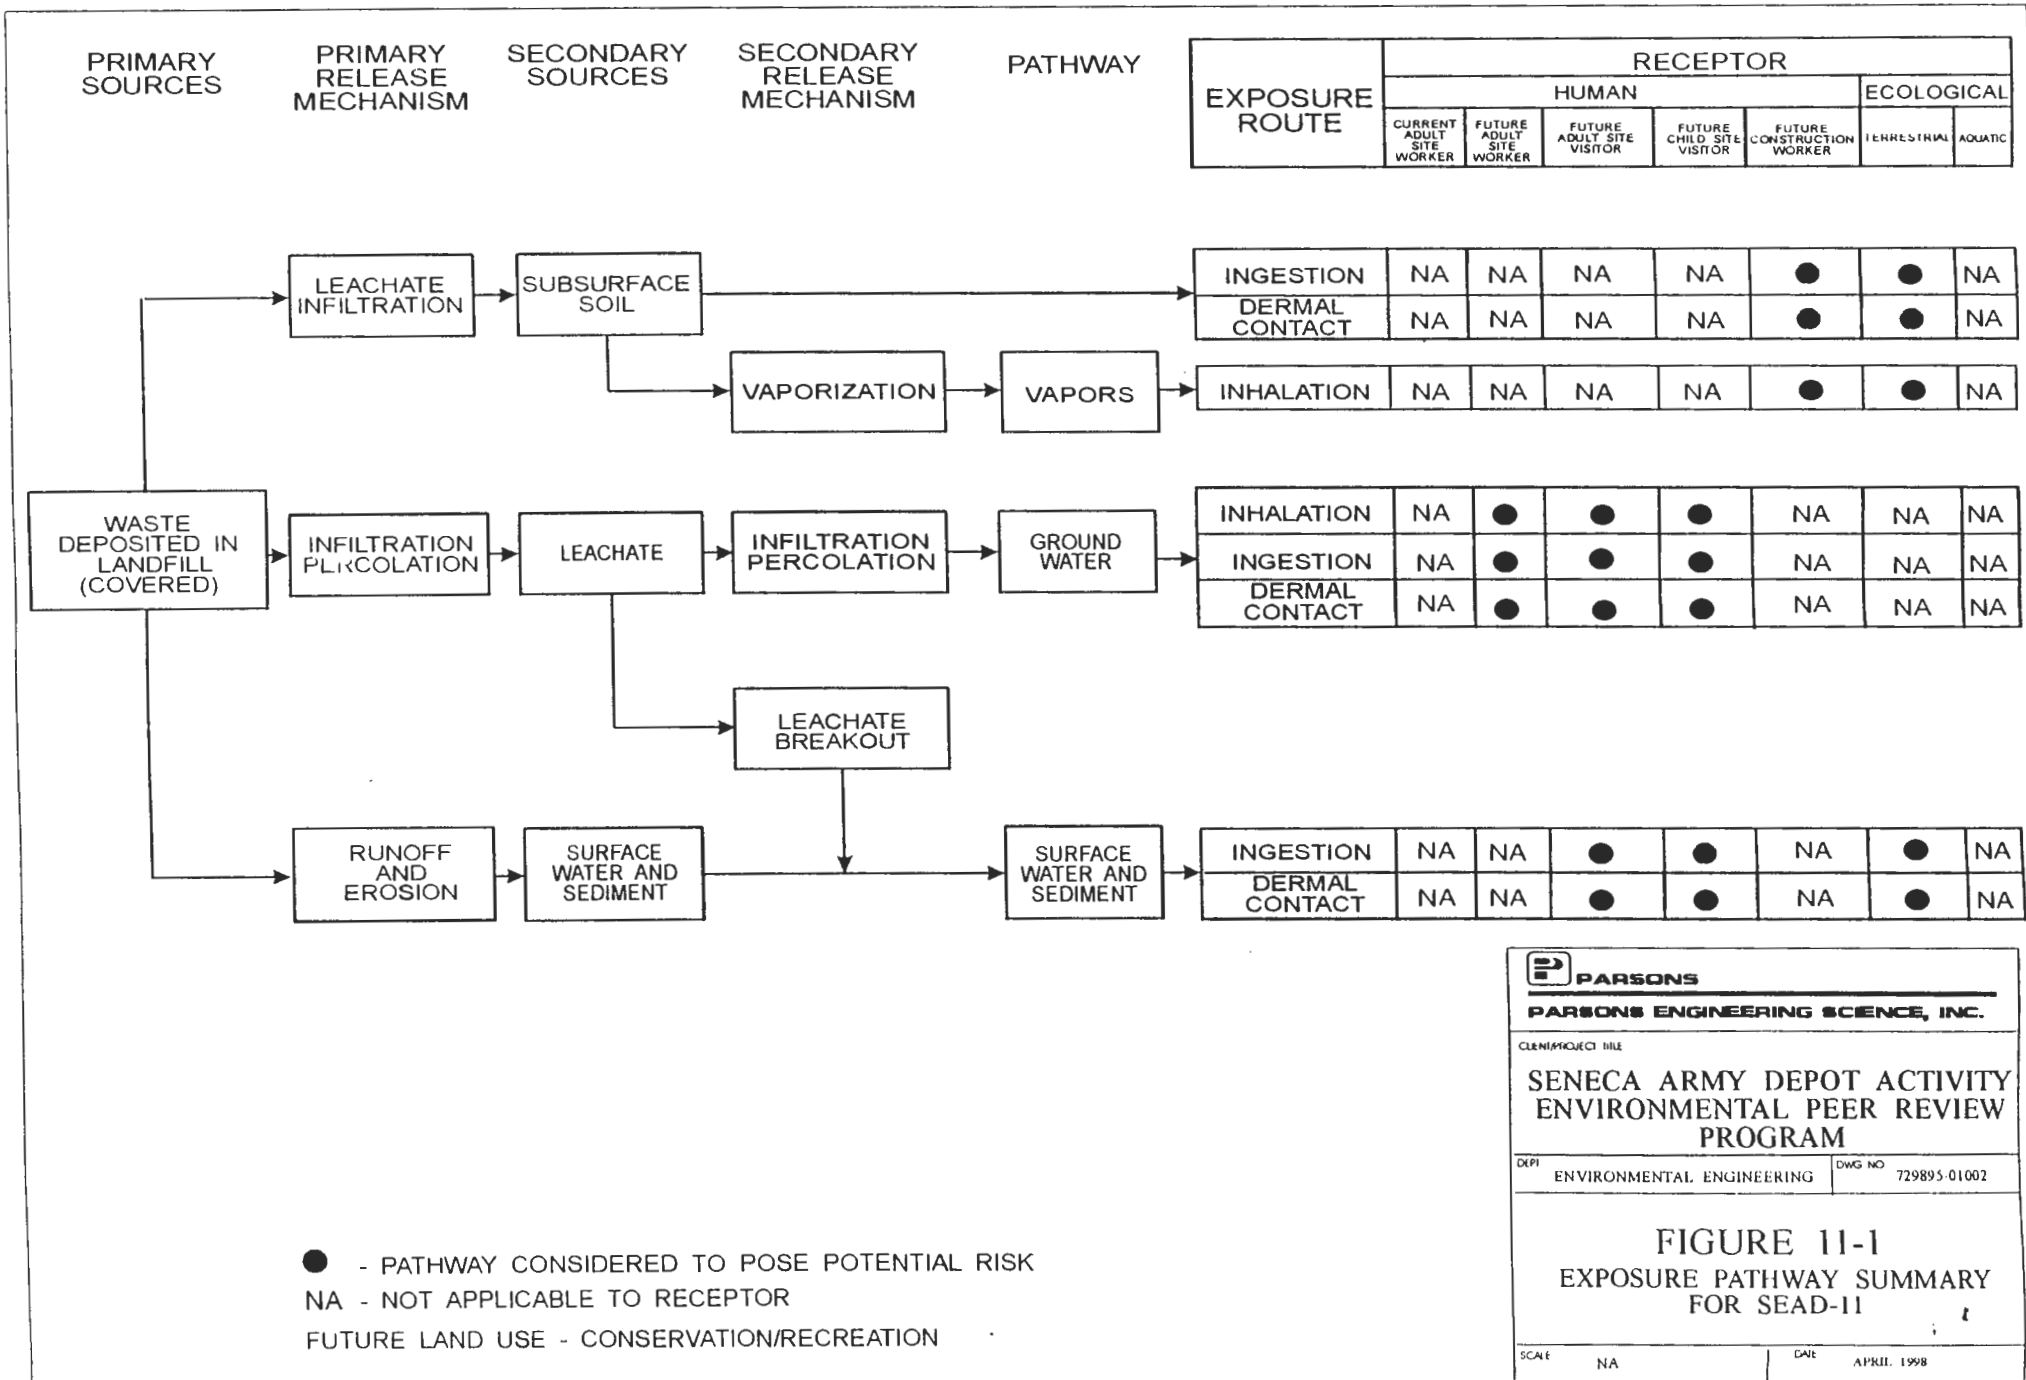 PRIMARY
SOURCES
PRIMARY
RELEASE
MECHANISM
SECONDARY
SOURCES
SECONDARY
RELEASE
MECHANISM
PATHWAY
EXPOSURE
ROUTE
RECEPTOR
HUMAN
ECOLOGICAL
CURRENT
ADULT
SITE
WORKER
FUTURE
ADULT
SITE
WORKER
FUTURE
ADULT SITE
VISITOR
FUTURE
CHILD SITE
VISITOR
FUTURE
CONSTRUCTION
WORKER
TERRESTRIAL
AQUATIC
LEACHATE
INFILTRATION
SUBSURFACE
SOIL
INGESTION NA NA NA NA ● ● NA
DERMAL
CONTACT NA NA NA NA ● ● NA
VAPORIZATION
VAPORS
INHALATION NA NA NA NA ● ● NA
WASTE
DEPOSITED IN
LANDFILL
(COVERED)
INFILTRATION
PERCOLATION
LEACHATE
INFILTRATION
PERCOLATION
GROUND
WATER
INHALATION NA ● ● ● NA NA NA
INGESTION NA ● ● ● NA NA NA
DERMAL
CONTACT NA ● ● ● NA NA NA
LEACHATE
BREAKOUT
RUNOFF
AND
EROSION
SURFACE
WATER AND
SEDIMENT
SURFACE
WATER AND
SEDIMENT
INGESTION NA NA ● ● NA ● NA
DERMAL
CONTACT NA NA ● ● NA ● NA
● - PATHWAY CONSIDERED TO POSE POTENTIAL RISK
NA - NOT APPLICABLE TO RECEPTOR
FUTURE LAND USE - CONSERVATION/RECREATION
PARSONS
PARSONS ENGINEERING SCIENCE, INC.
CLIENT/PROJECT TITLE
SENECA ARMY DEPOT ACTIVITY
ENVIRONMENTAL PEER REVIEW
PROGRAM
DEPT
ENVIRONMENTAL ENGINEERING
DWG NO
729895-01002
FIGURE 11-1
EXPOSURE PATHWAY SUMMARY
FOR SEAD-11
SCALE
NA
DATE
APRIL 1998